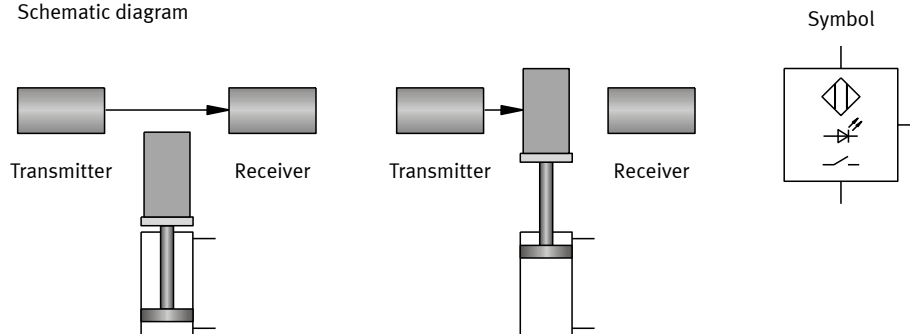 Schematic diagram
Symbol
Transmitter Receiver Transmitter Receiver